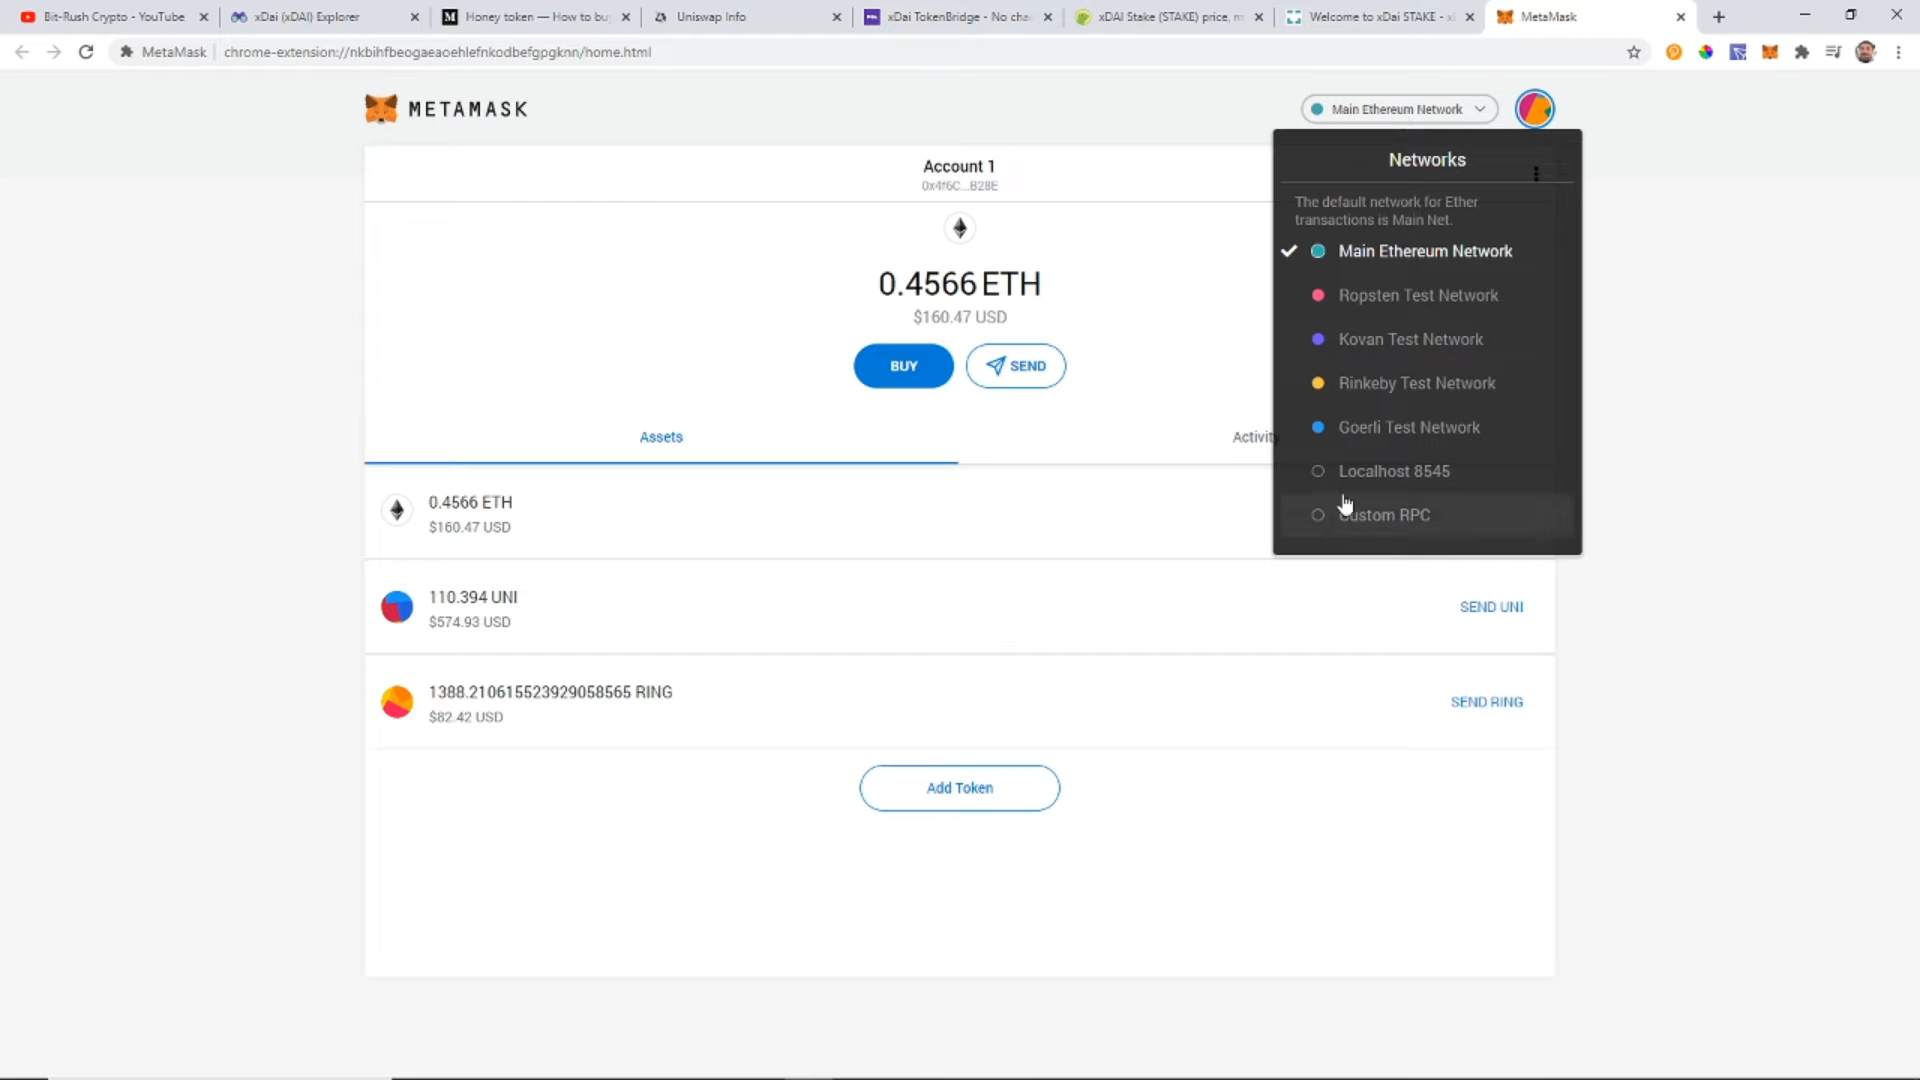 Bit-Rush Crypto - YouTube
xDai (xDAI) Explorer
Honey token — How to bu
Uniswap Info
xDai TokenBridge - No cha
xDAI Stake (STAKE) price, m
Welcome to xDai STAKE - x
MetaMask
MetaMask
chrome-extension://nkbihfbeogaeaoehlefnkodbefgpgknn/home.html
METAMASK
Main Ethereum Network
Account 1
0x4f6C...B28E
0.4566 ETH
$160.47 USD
BUY
SEND
Assets
Activity
0.4566 ETH
$160.47 USD
110.394 UNI
$574.93 USD
SEND UNI
1388.210615523929058565 RING
$82.42 USD
SEND RING
Add Token
Networks
The default network for Ether
transactions is Main Net.
Main Ethereum Network
Ropsten Test Network
Kovan Test Network
Rinkeby Test Network
Goerli Test Network
Localhost 8545
Custom RPC